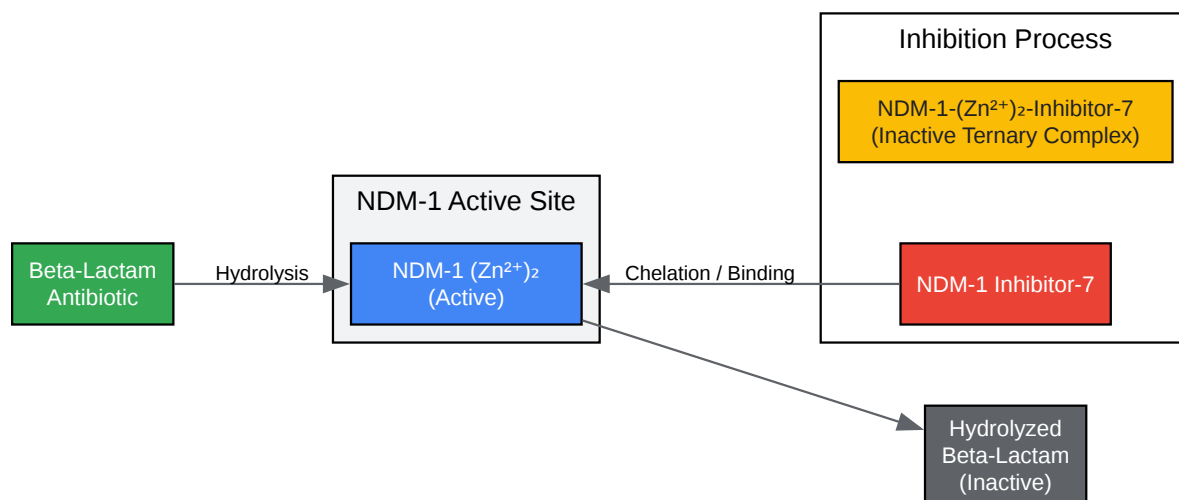 Inhibition Process
NDM-1-(Zn²⁺)₂-Inhibitor-7
(Inactive Ternary Complex)
NDM-1 Active Site
Beta-Lactam
Antibiotic
Hydrolysis
NDM-1 (Zn²⁺)₂
(Active)
Chelation / Binding
NDM-1 Inhibitor-7
Hydrolyzed
Beta-Lactam
(Inactive)